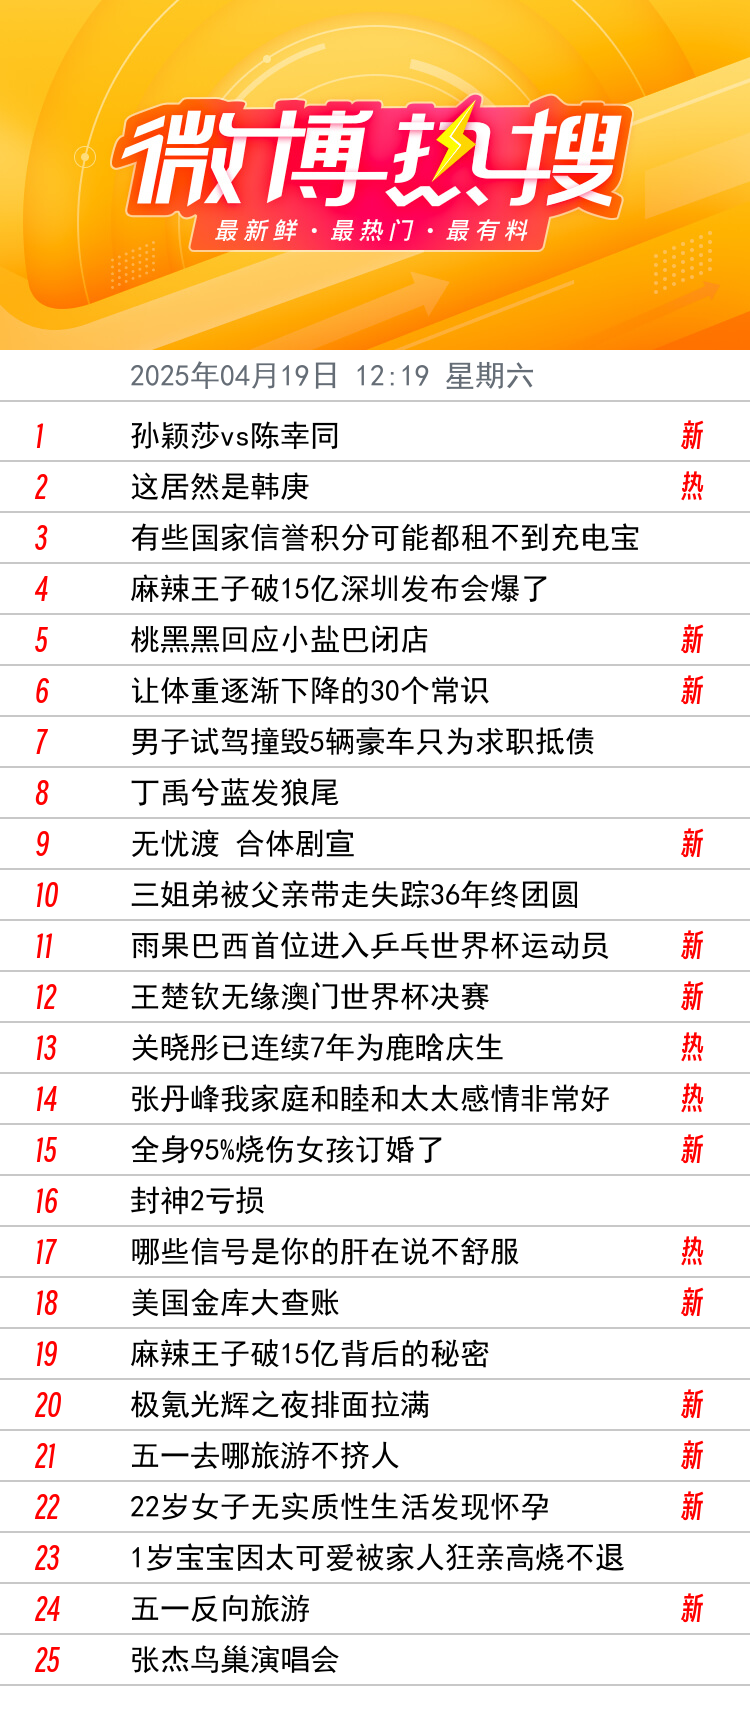 微博热搜
最新鲜·最热门·最有料
2025年04月19日 12:19 星期六
1 孙颖莎vs陈幸同 新
2 这居然是韩庚 热
3 有些国家信誉积分可能都租不到充电宝
4 麻辣王子破15亿深圳发布会爆了
5 桃黑黑回应小盐巴闭店 新
6 让体重逐渐下降的30个常识 新
7 男子试驾撞毁5辆豪车只为求职抵债
8 丁禹兮蓝发狼尾
9 无忧渡 合体剧宣 新
10 三姐弟被父亲带走失踪36年终团圆
11 雨果巴西首位进入乒乓世界杯运动员 新
12 王楚钦无缘澳门世界杯决赛 新
13 关晓彤已连续7年为鹿晗庆生 热
14 张丹峰我家庭和睦和太太感情非常好 热
15 全身95%烧伤女孩订婚了 新
16 封神2亏损
17 哪些信号是你的肝在说不舒服 热
18 美国金库大查账 新
19 麻辣王子破15亿背后的秘密
20 极氪光辉之夜排面拉满 新
21 五一去哪旅游不挤人 新
22 22岁女子无实质性生活发现怀孕 新
23 1岁宝宝因太可爱被家人狂亲高烧不退
24 五一反向旅游 新
25 张杰鸟巢演唱会